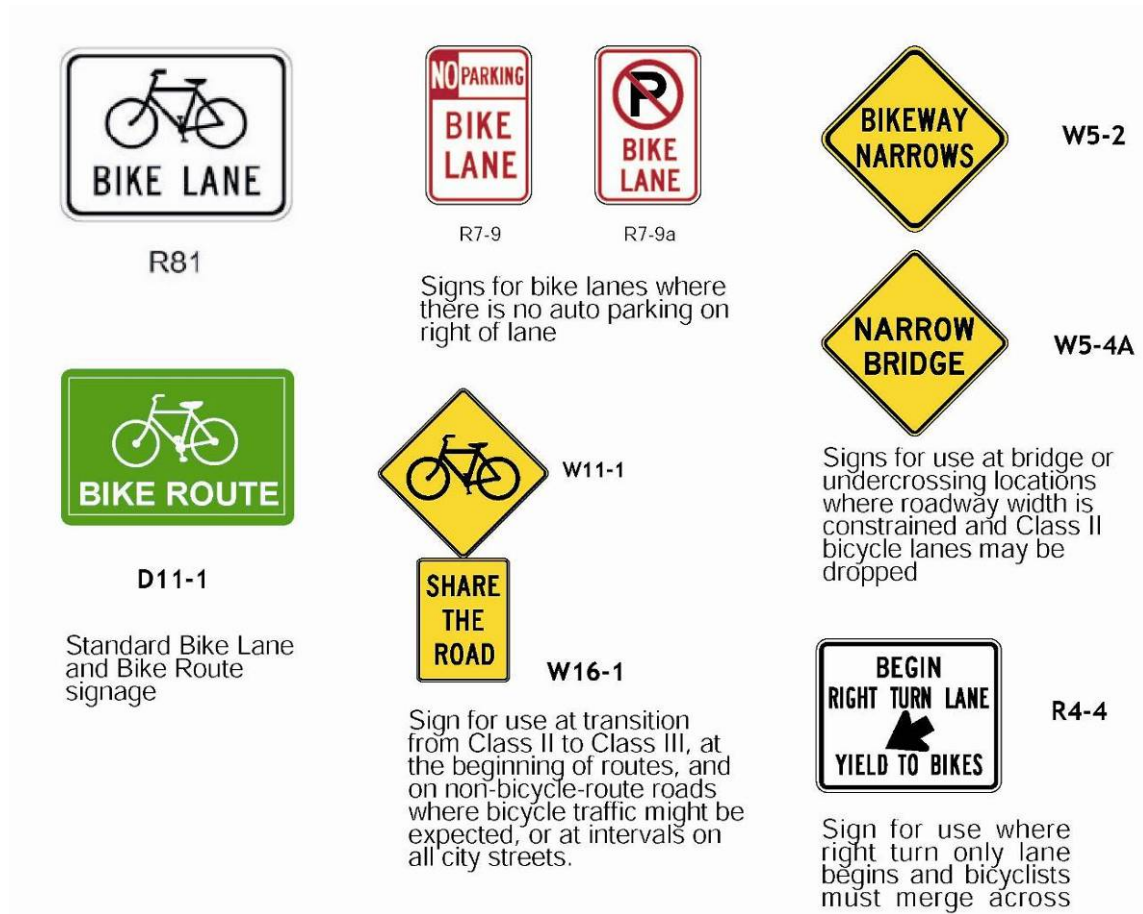 BIKE LANE
R81
BIKE ROUTE
D11-1
Standard Bike Lane
and Bike Route
signage
NO PARKING
BIKE
LANE
R7-9
P
BIKE
LANE
R7-9a
Signs for bike lanes where
there is no auto parking on
right of lane
W11-1
SHARE
THE
ROAD
W16-1
Sign for use at transition
from Class II to Class III, at
the beginning of routes, and
on non-bicycle-route roads
where bicycle traffic might be
expected, or at intervals on
all city streets.
BIKEWAY
NARROWS
W5-2
NARROW
BRIDGE
W5-4A
Signs for use at bridge or
undercrossing locations
where roadway width is
constrained and Class II
bicycle lanes may be
dropped
BEGIN
RIGHT TURN LANE
YIELD TO BIKES
R4-4
Sign for use where
right turn only lane
begins and bicyclists
must merge across